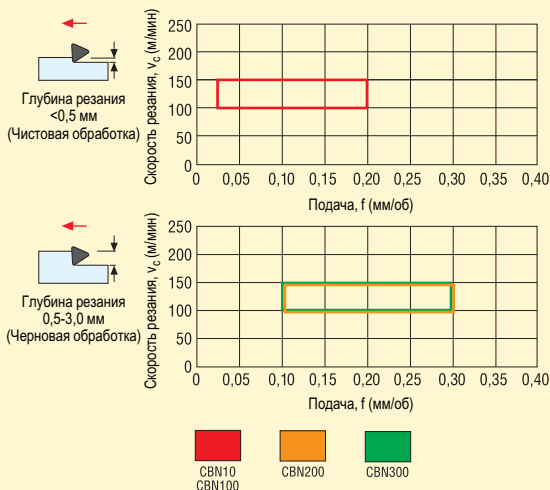 Глубина резания
<0,5 мм
(Чистовая обработка)
Скорость резания, vc (м/мин)
250
200
150
100
50
0
0 0,05 0,10 0,15 0,20 0,25 0,30 0,35 0,40
Подача, f (мм/об)
Глубина резания
0,5-3,0 мм
(Черновая обработка)
Скорость резания, vc (м/мин)
250
200
150
100
50
0
0 0,05 0,10 0,15 0,20 0,25 0,30 0,35 0,40
Подача, f (мм/об)
CBN10
CBN100
CBN200
CBN300